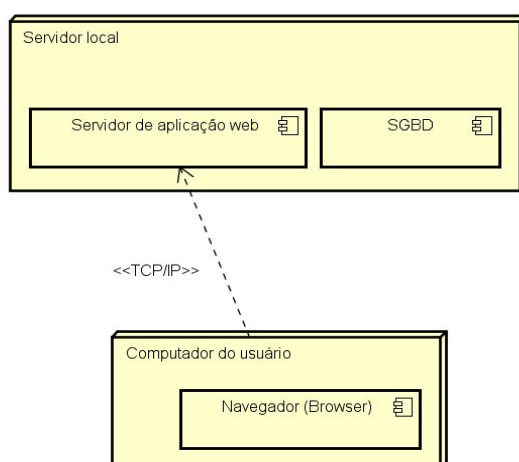 Servidor local
Servidor de aplicação web
SGBD
<<TCP/IP>>
Computador do usuário
Navegador (Browser)